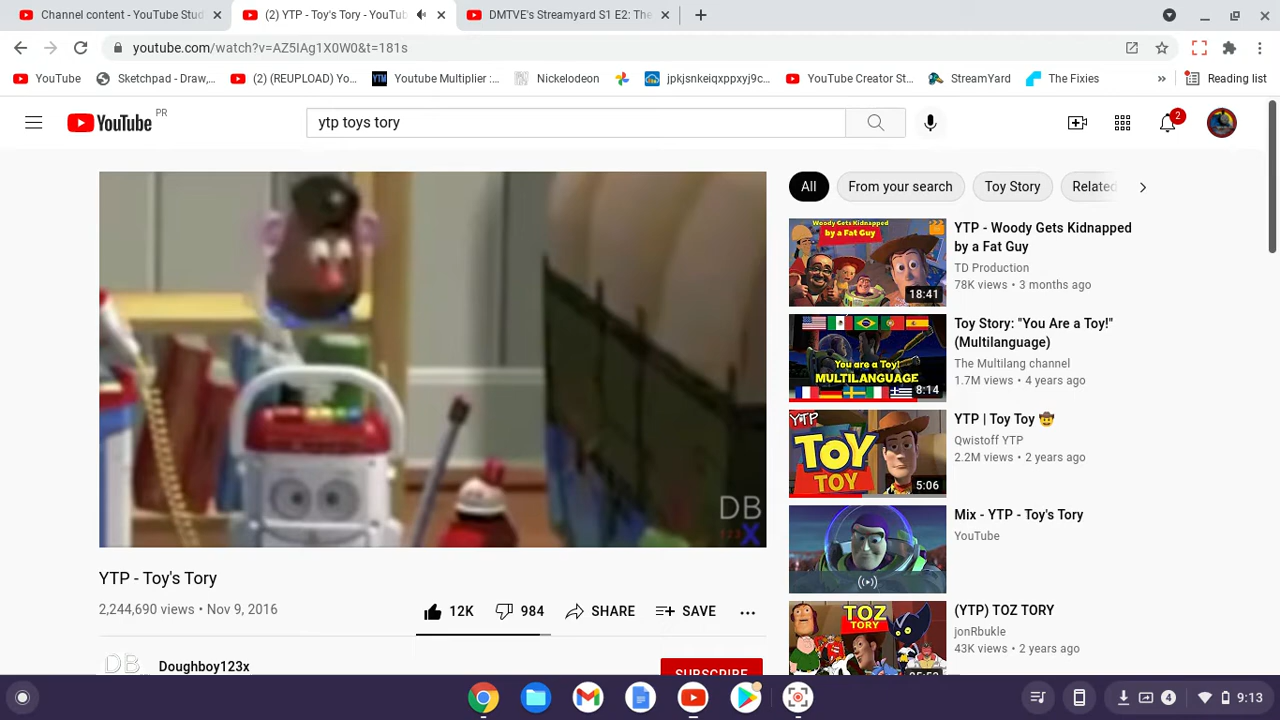 Channel content - YouTube Stud
(2) YTP - Toy's Tory - YouTub
DMTVE's Streamyard S1 E2: The
youtube.com/watch?v=AZ5IAg1X0W0&t=181s
YouTube
Sketchpad - Draw,...
(2) (REUPLOAD) Yo...
YTM
Youtube Multiplier :...
Nickelodeon
jpkjsnkeiqxppxyj9c...
YouTube Creator St...
StreamYard
The Fixies
»
Reading list
YouTube
PR
ytp toys tory
2
All
From your search
Toy Story
Related
Woody Gets Kidnapped
by a Fat Guy
18:41
YTP - Woody Gets Kidnapped
by a Fat Guy
TD Production
78K views • 3 months ago
You are a Toy!
MULTILANGUAGE
8:14
Toy Story: "You Are a Toy!"
(Multilanguage)
The Multilang channel
1.7M views • 4 years ago
YTP
TOY
TOY
5:06
YTP | Toy Toy 🤠
Qwistoff YTP
2.2M views • 2 years ago
Mix - YTP - Toy's Tory
YouTube
TOZ
TORY
(YTP) TOZ TORY
jonRbukle
43K views • 2 years ago
DB
123X
YTP - Toy's Tory
2,244,690 views • Nov 9, 2016
12K
984
SHARE
SAVE
DB
Doughboy123x
SUBSCRIBE
4
9:13